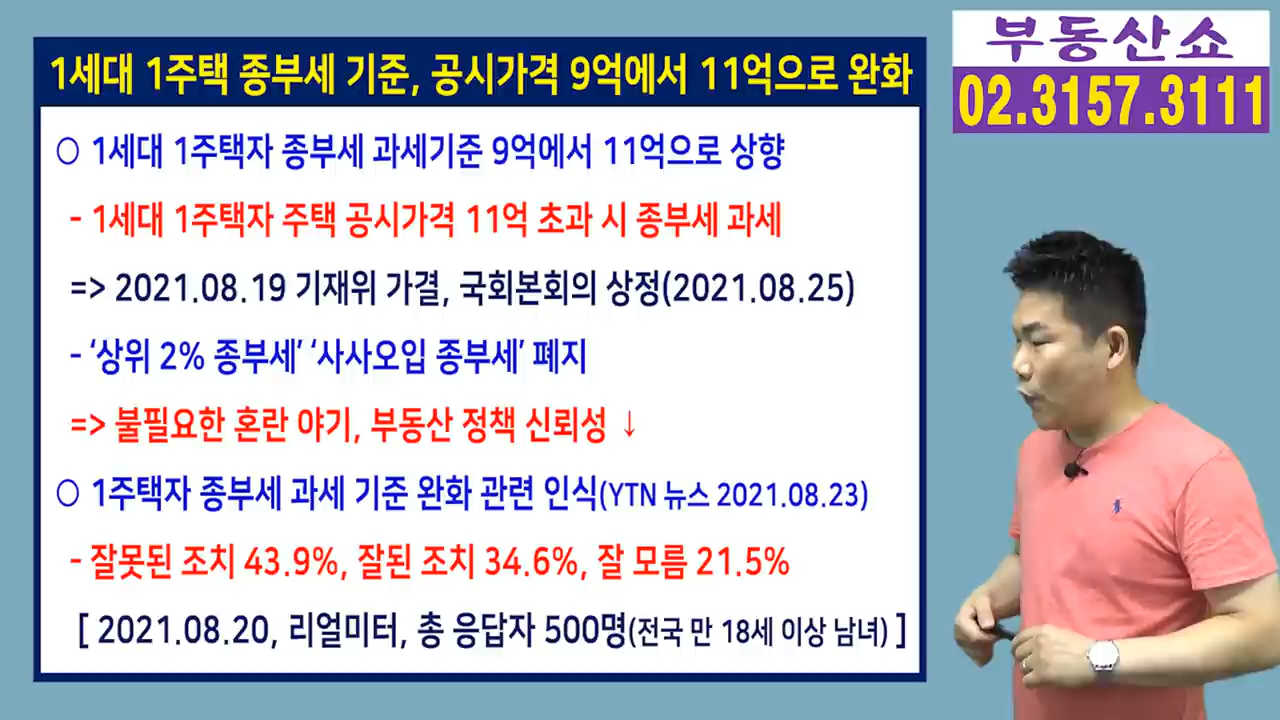 1세대 1주택 종부세 기준, 공시가격 9억에서 11억으로 완화
○ 1세대 1주택자 종부세 과세기준 9억에서 11억으로 상향
- 1세대 1주택자 주택 공시가격 11억 초과 시 종부세 과세
=> 2021.08.19 기재위 가결, 국회본회의 상정(2021.08.25)
- ‘상위 2% 종부세’ ‘사사오입 종부세’ 폐지
=> 불필요한 혼란 야기, 부동산 정책 신뢰성 ↓
○ 1주택자 종부세 과세 기준 완화 관련 인식(YTN 뉴스 2021.08.23)
- 잘못된 조치 43.9%, 잘된 조치 34.6%, 잘 모름 21.5%
[ 2021.08.20, 리얼미터, 총 응답자 500명(전국 만 18세 이상 남녀) ]
부동산쇼
02.3157.3111